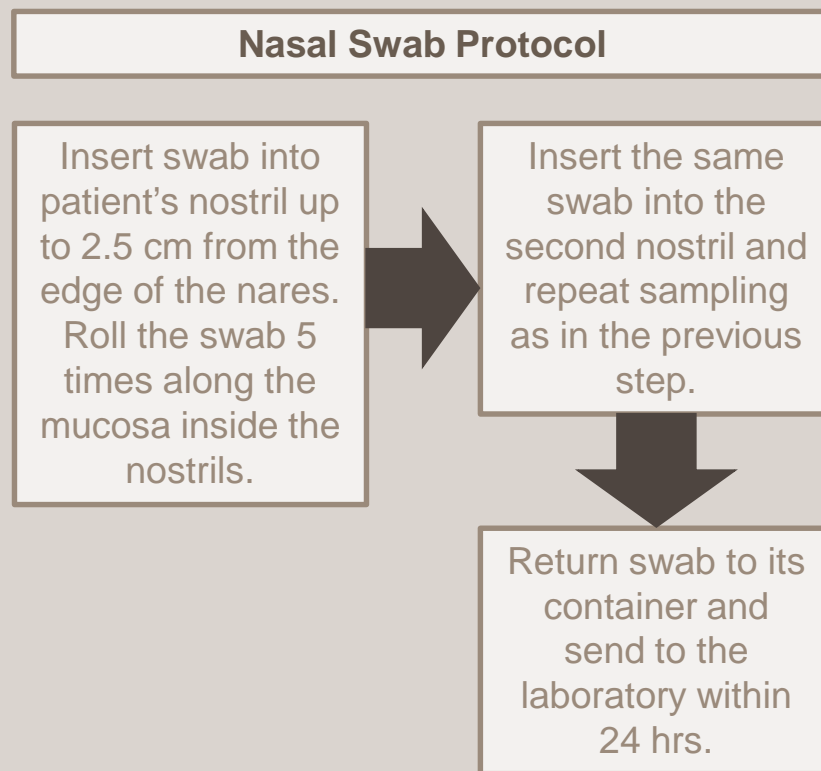 Nasal Swab Protocol
Insert swab into
patient's nostril up
to 2.5 cm from the
edge of the nares.
Roll the swab 5
times along the
mucosa inside the
nostrils.
Insert the same
swab into the
second nostril and
repeat sampling
as in the previous
step.
Return swab to its
container and
send to the
laboratory within
24 hrs.